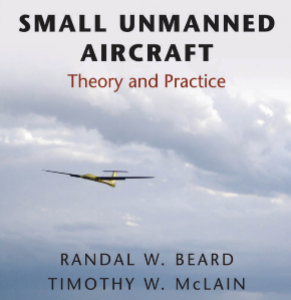 SMALL UNMANNED
AIRCRAFT
Theory and Practice
RANDAL W. BEARD
TIMOTHY W. McLAIN